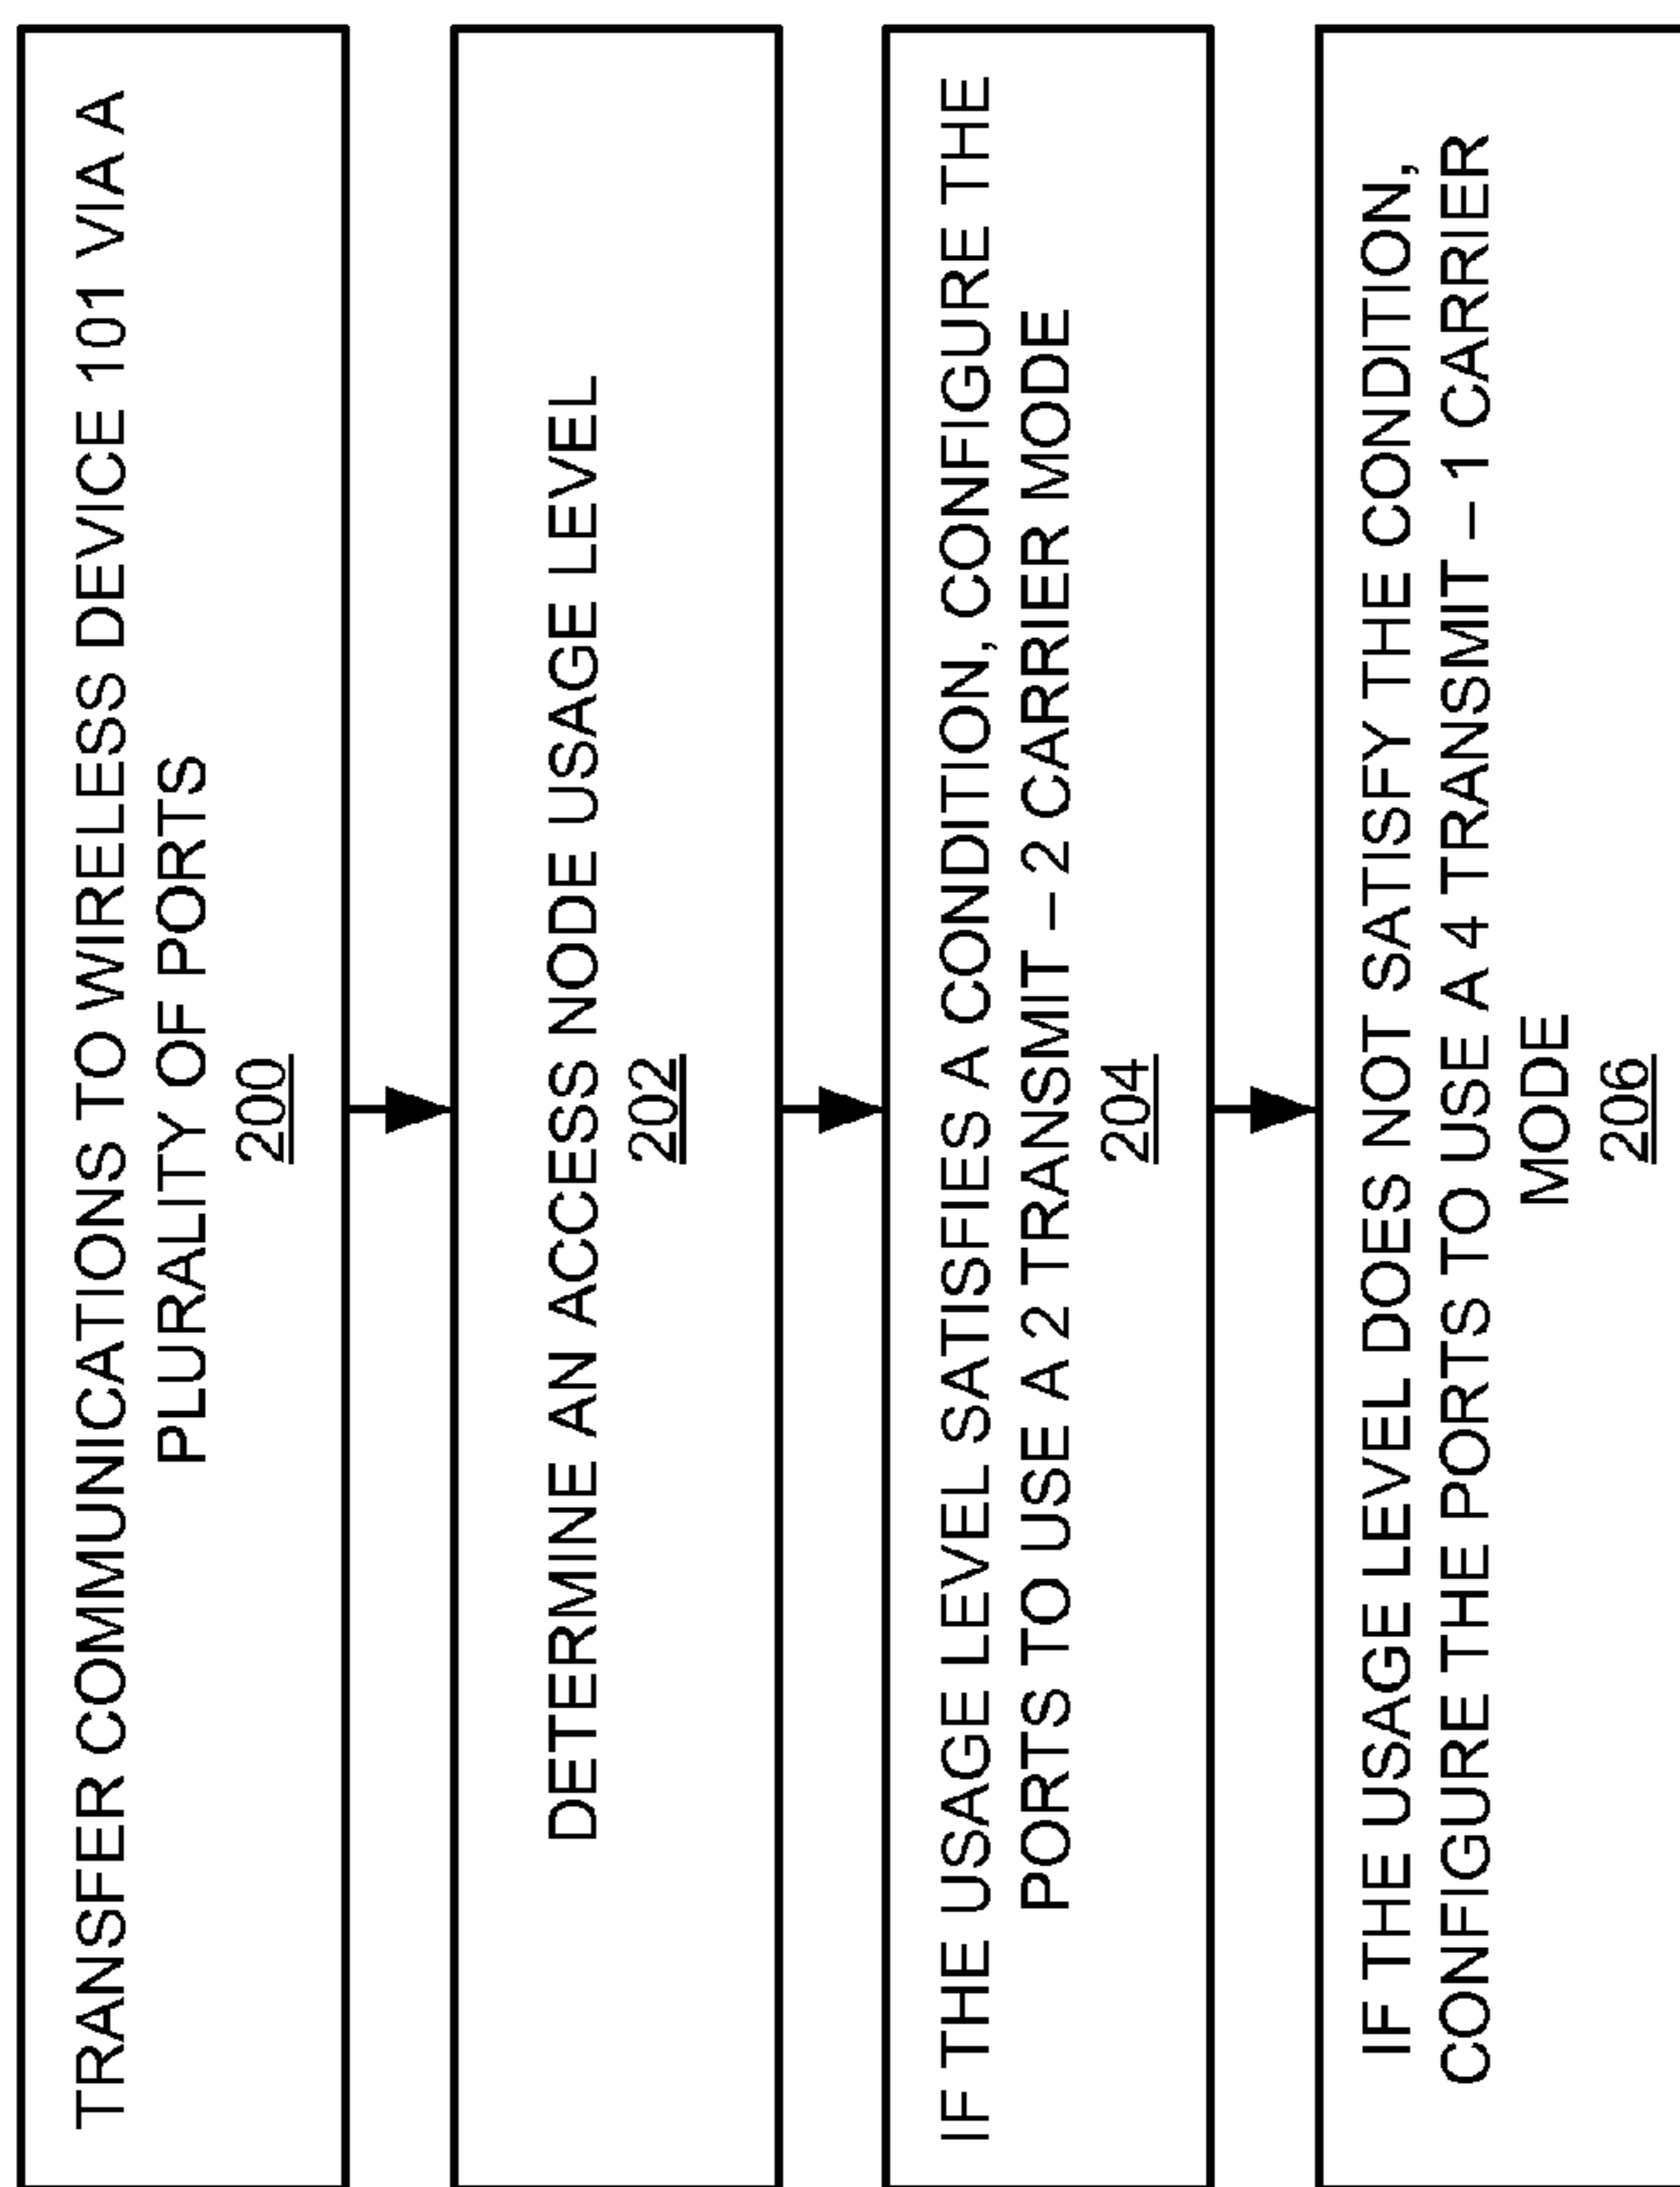 TRANSFER COMMUNICATIONS TO WIRELESS DEVICE 101 VIA A
PLURALITY OF PORTS
200
DETERMINE AN ACCESS NODE USAGE LEVEL
202
IF THE USAGE LEVEL SATISFIES A CONDITION, CONFIGURE THE
PORTS TO USE A 2 TRANSMIT – 2 CARRIER MODE
204
IF THE USAGE LEVEL DOES NOT SATISFY THE CONDITION,
CONFIGURE THE PORTS TO USE A 4 TRANSMIT – 1 CARRIER
MODE
206